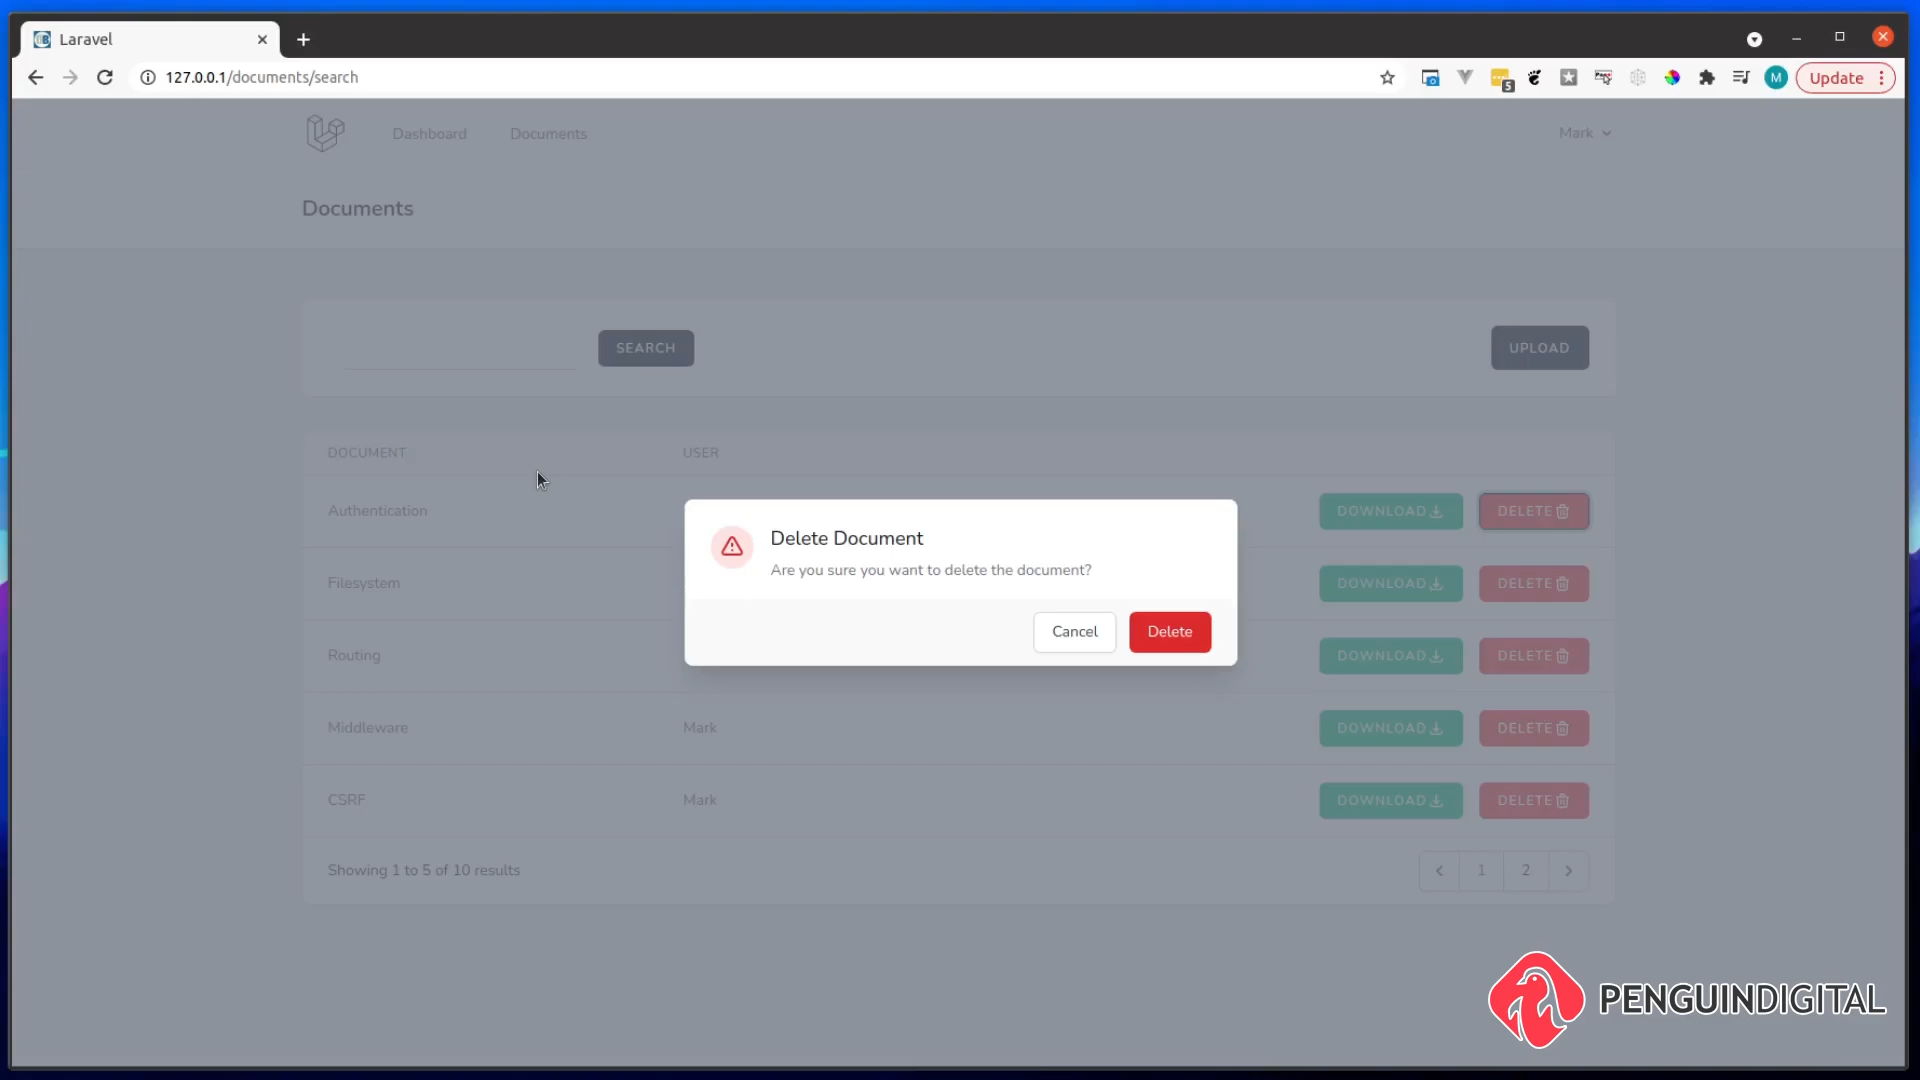 Laravel
127.0.0.1/documents/search
5
M
Update
Dashboard
Documents
Mark
Documents
SEARCH
UPLOAD
DOCUMENT
USER
Authentication
DOWNLOAD
DELETE
Filesystem
DOWNLOAD
DELETE
Routing
DOWNLOAD
DELETE
Delete Document
Are you sure you want to delete the document?
Cancel
Delete
Middleware
Mark
DOWNLOAD
DELETE
CSRF
Mark
DOWNLOAD
DELETE
Showing 1 to 5 of 10 results
1
2
PENGUINDIGITAL